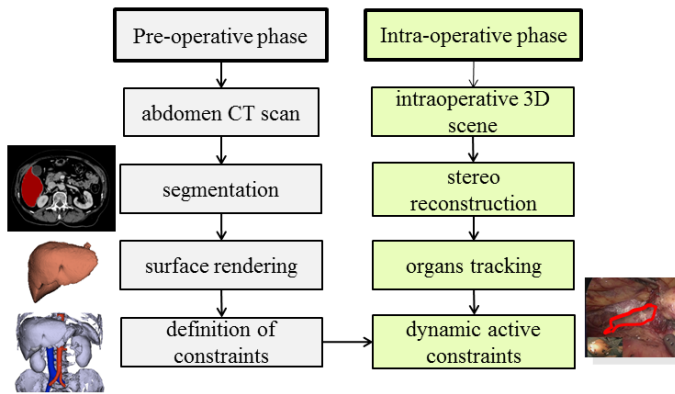 Pre-operative phase
abdomen CT scan
segmentation
surface rendering
definition of
constraints
Intra-operative phase
intraoperative 3D
scene
stereo
reconstruction
organs tracking
dynamic active
constraints